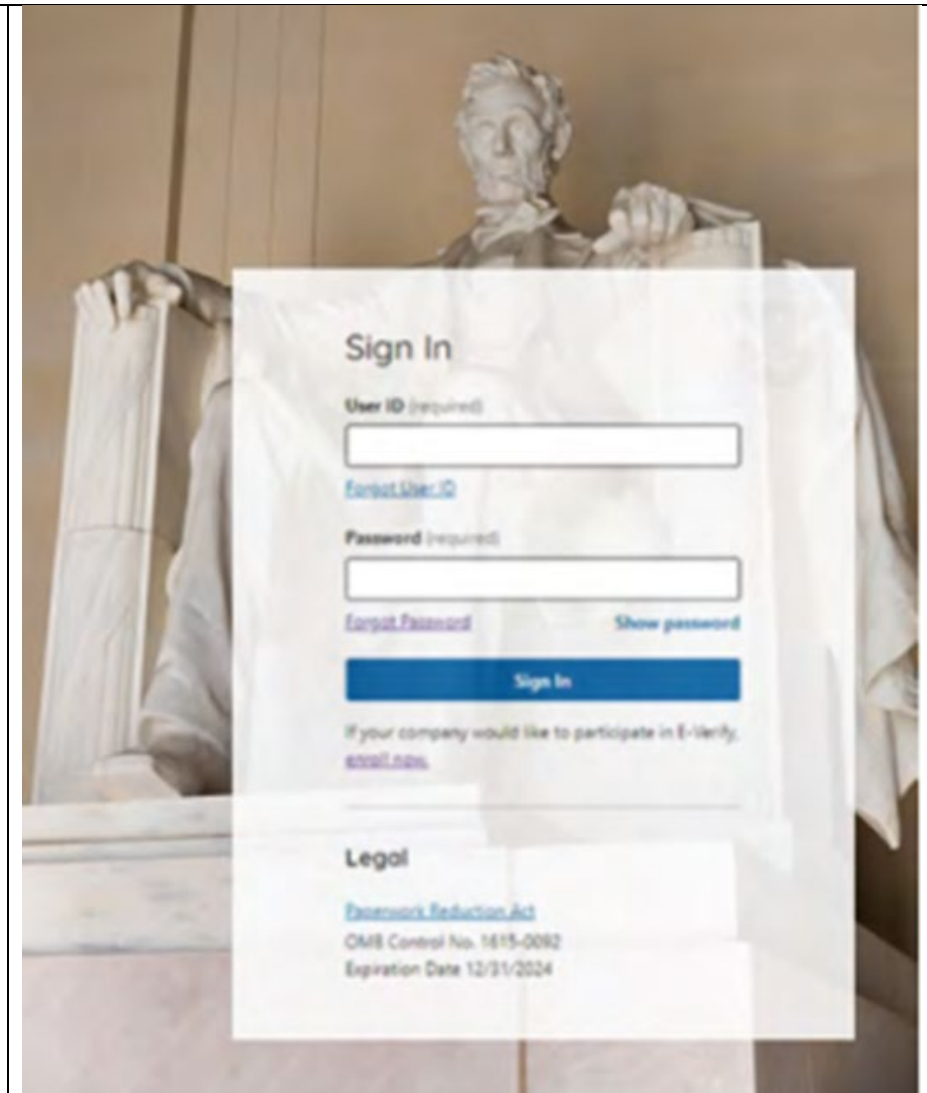 Sign In
User ID (required)
Forgot User ID
Password (required)
Forgot Password Show password
Sign In
If your company would like to participate in E-Verify,
enroll now.
Legal
Paperwork Reduction Act
OMB Control No. 1615-0092
Expiration Date 12/31/2024